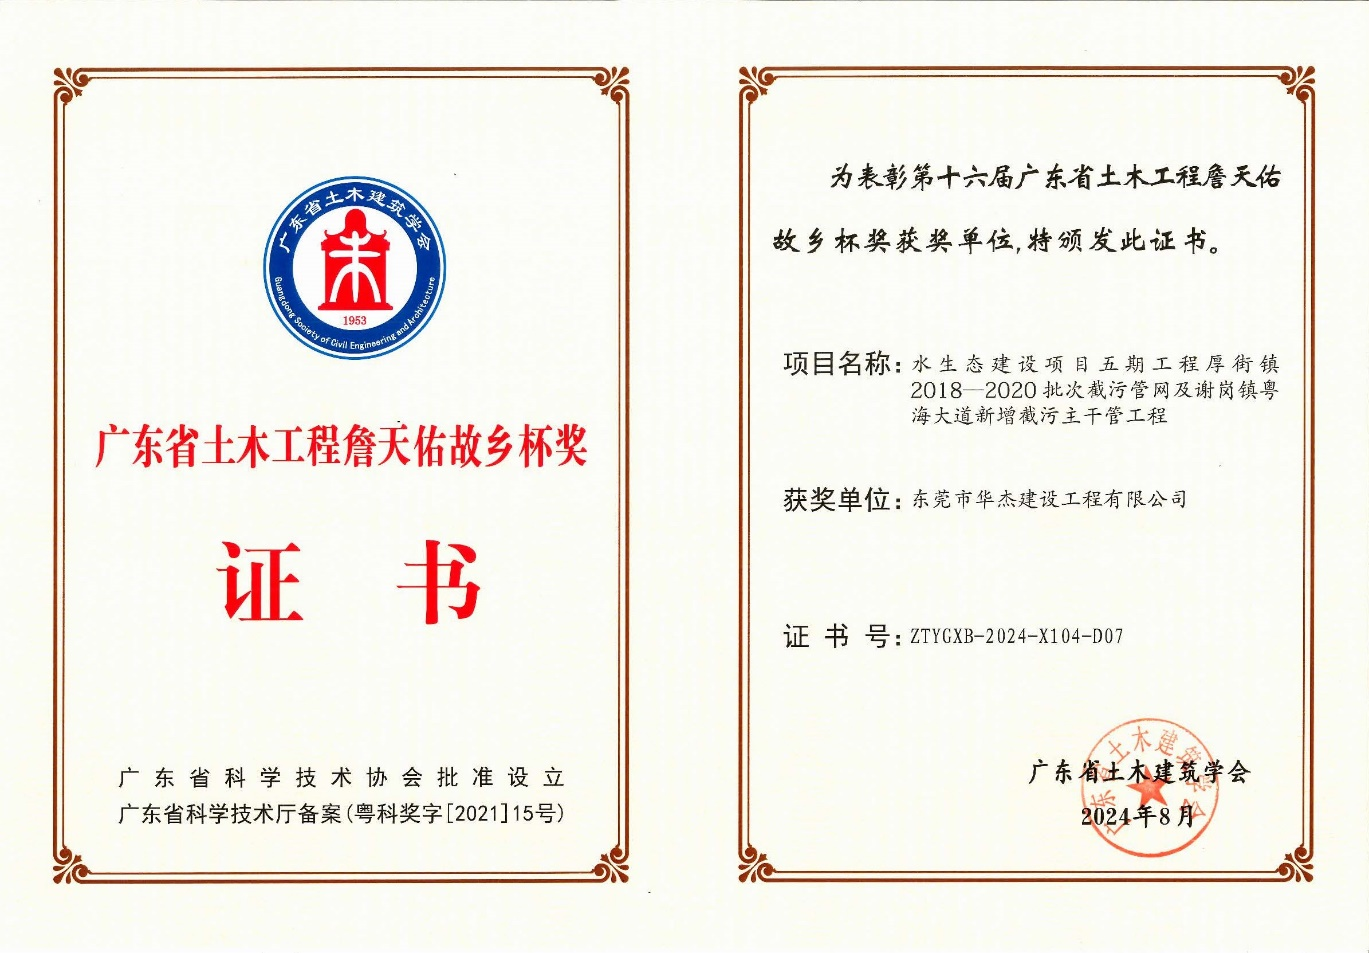 广东省土木建筑学会
1953
Guangdong Society of Civil Engineering and Architecture
广东省土木工程詹天佑故乡杯奖
证 书
广东省科学技术协会批准设立
广东省科学技术厅备案(粤科奖字[2021]15号)
为表彰第十六届广东省土木工程詹天佑
故乡杯奖获奖单位,特颁发此证书。
项目名称: 水生态建设项目五期工程厚街镇
2018—2020批次截污管网及谢岗镇粤
海大道新增截污主干管工程
获奖单位: 东莞市华杰建设工程有限公司
证 书 号: ZTYGXB-2024-X104-D07
广东省土木建筑学会
2024年8月
广东省土木建筑学会